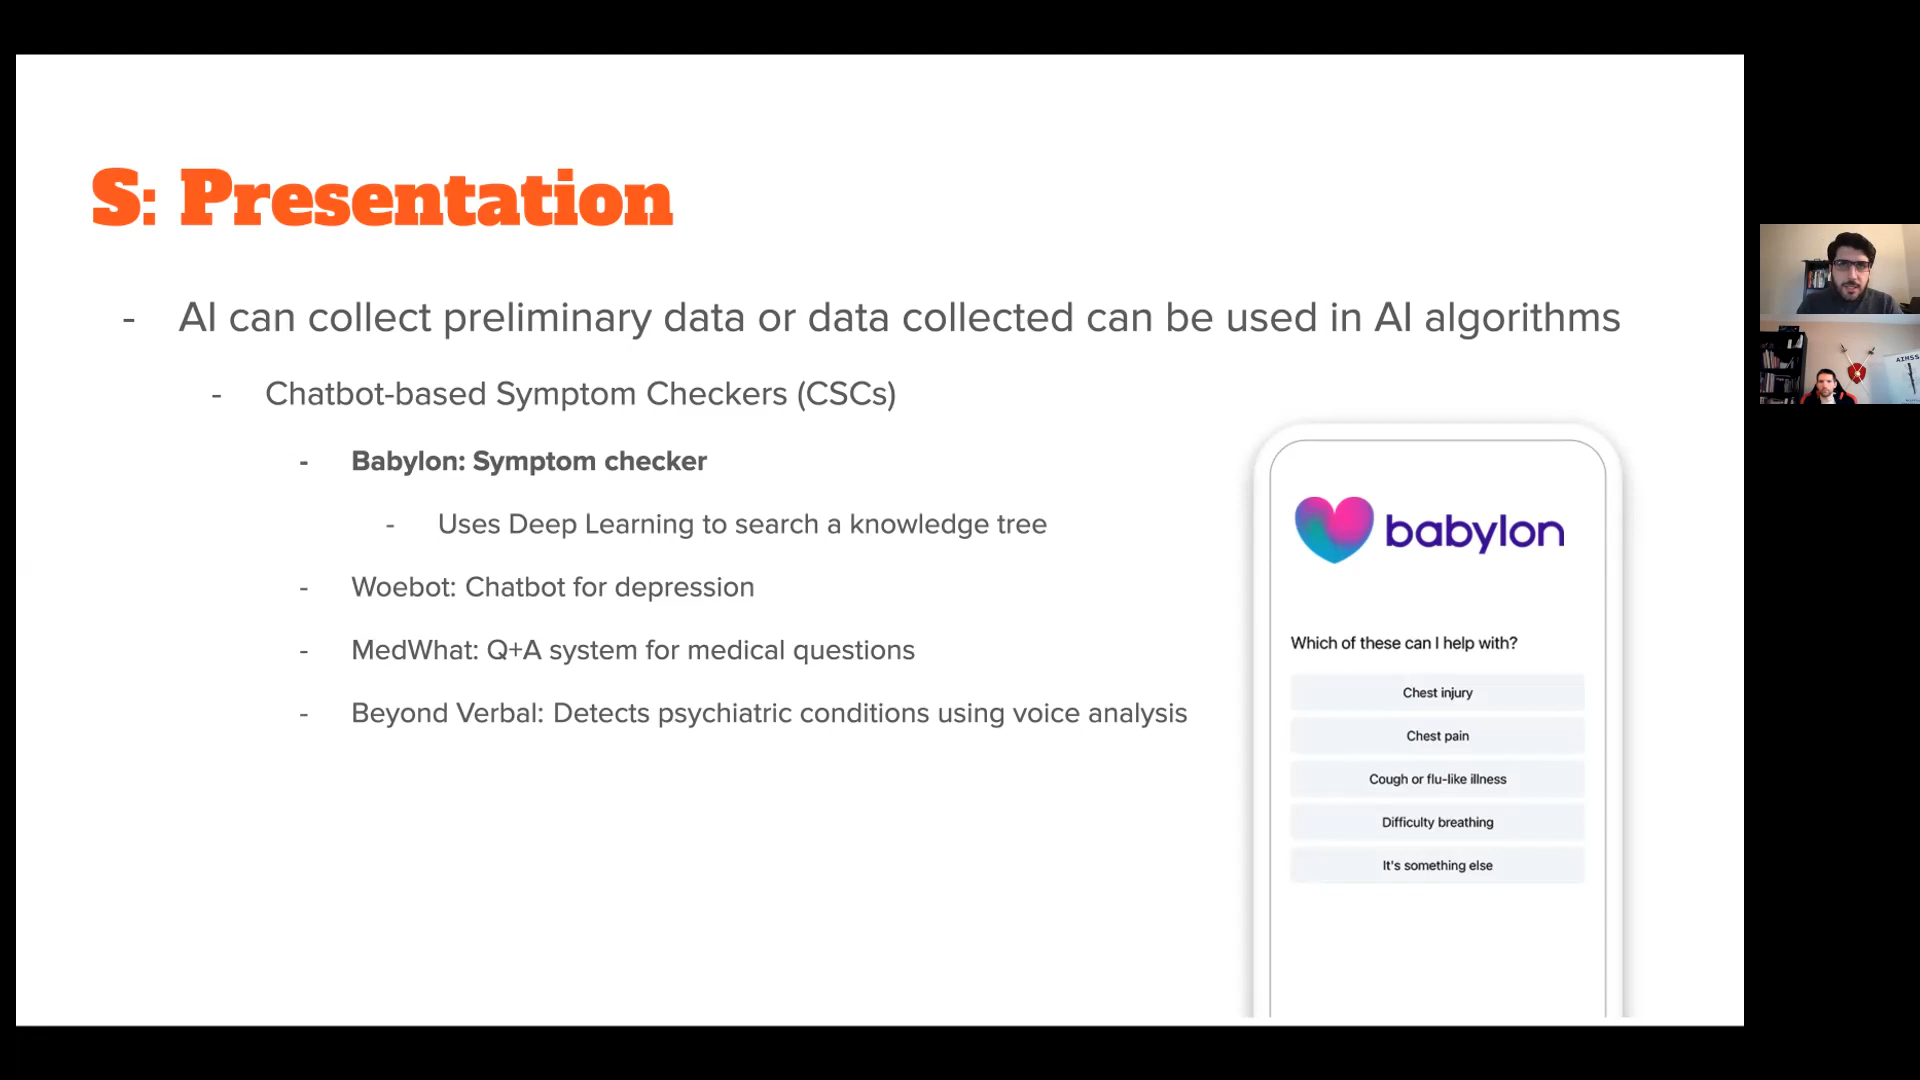 S: Presentation
- AI can collect preliminary data or data collected can be used in AI algorithms
- Chatbot-based Symptom Checkers (CSCs)
- Babylon: Symptom checker
- Uses Deep Learning to search a knowledge tree
- Woebot: Chatbot for depression
- MedWhat: Q+A system for medical questions
- Beyond Verbal: Detects psychiatric conditions using voice analysis
babylon
Which of these can I help with?
Chest injury
Chest pain
Cough or flu-like illness
Difficulty breathing
It's something else
AIMSS